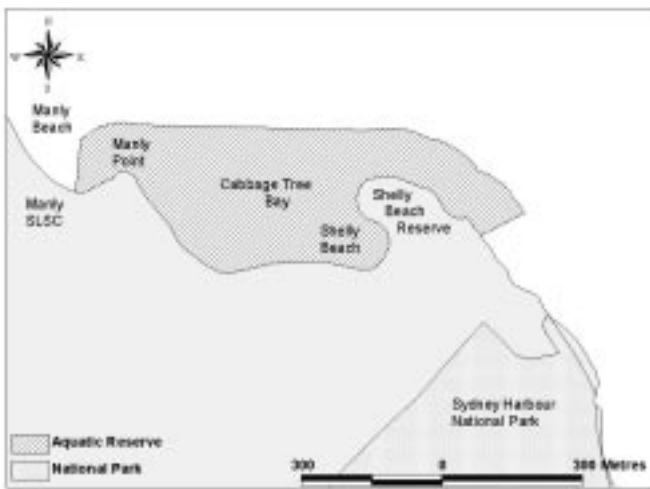 N
W
E
S
Manly
Beach
Manly
Point
Cabbage Tree
Bay
Shelly
Beach
Reserve
Manly
SLSC
Shelly
Beach
Sydney Harbour
National Park
Aquatic Reserve
National Park
300 0 300 Metres